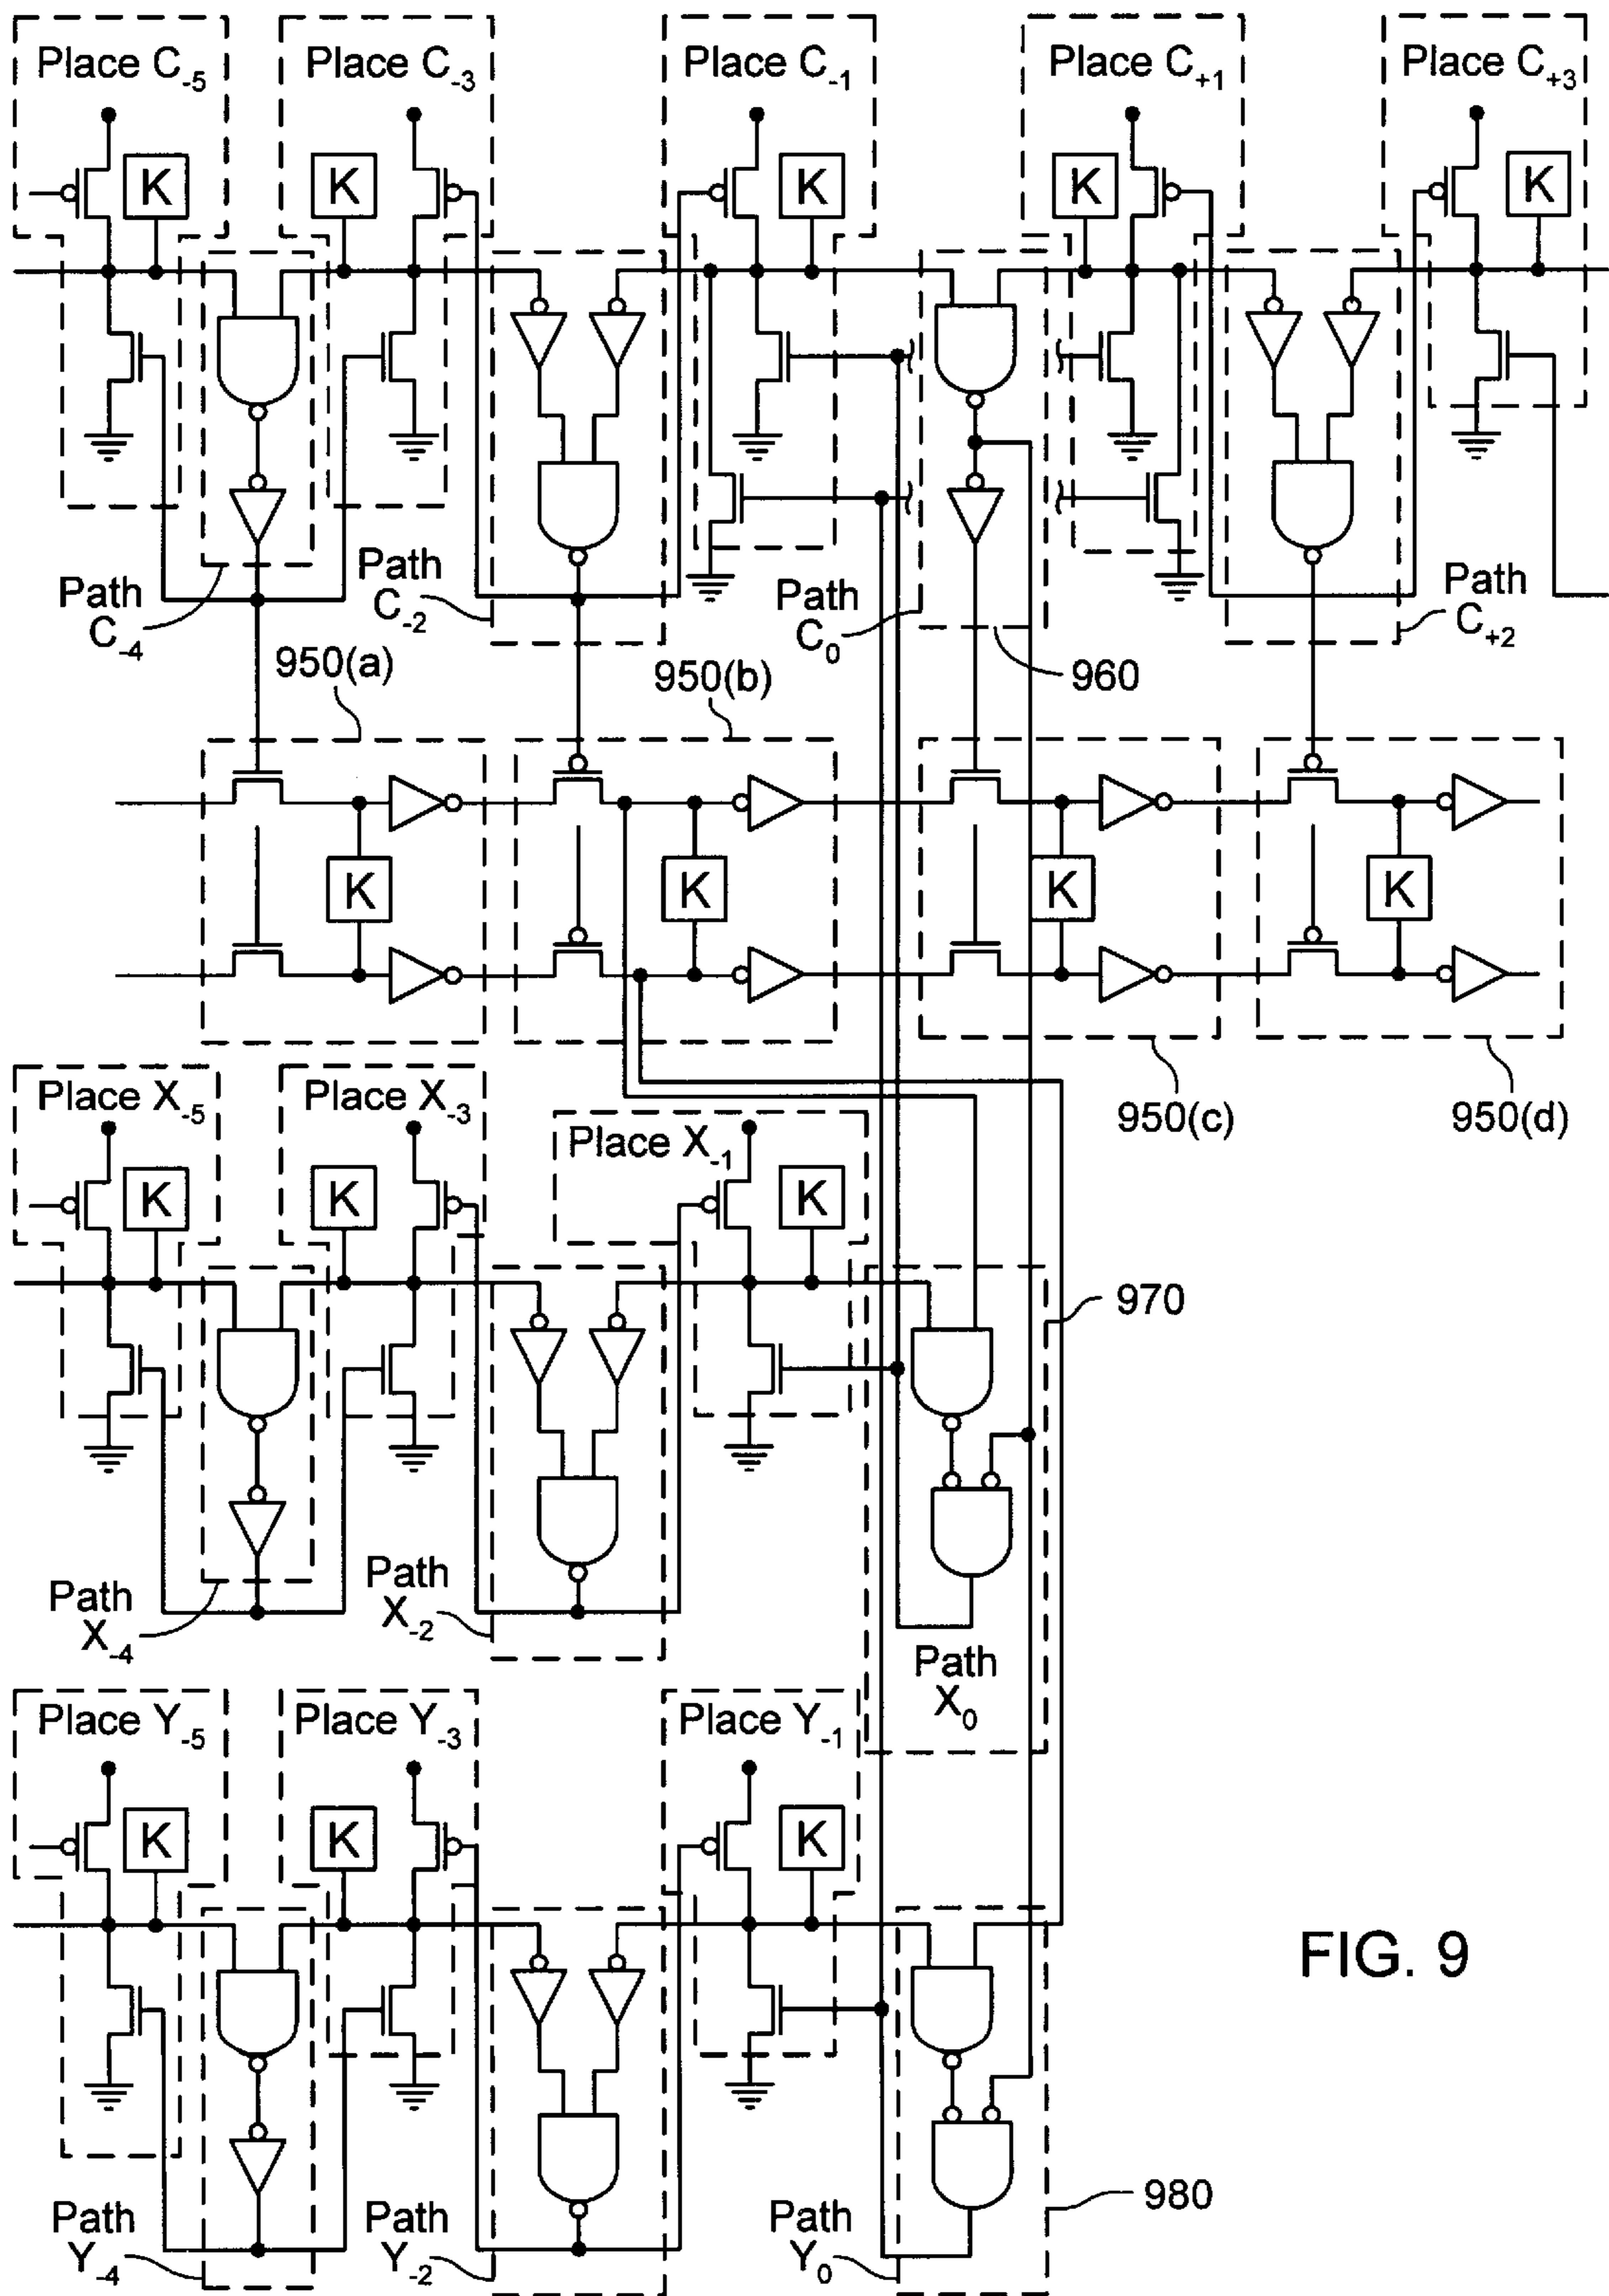 Place C-5
Place C-3
Place C-1
Place C+1
Place C+3
K
K
K
K
K
Path
C-4
Path
C-2
Path
C0
Path
C+2
950(a)
950(b)
960
K
K
K
K
950(c)
950(d)
Place X-5
Place X-3
Place X-1
K
K
K
970
Path
X-4
Path
X-2
Path
X0
Place Y-5
Place Y-3
Place Y-1
K
K
K
FIG. 9
Path
Y-4
Path
Y-2
Path
Y0
980